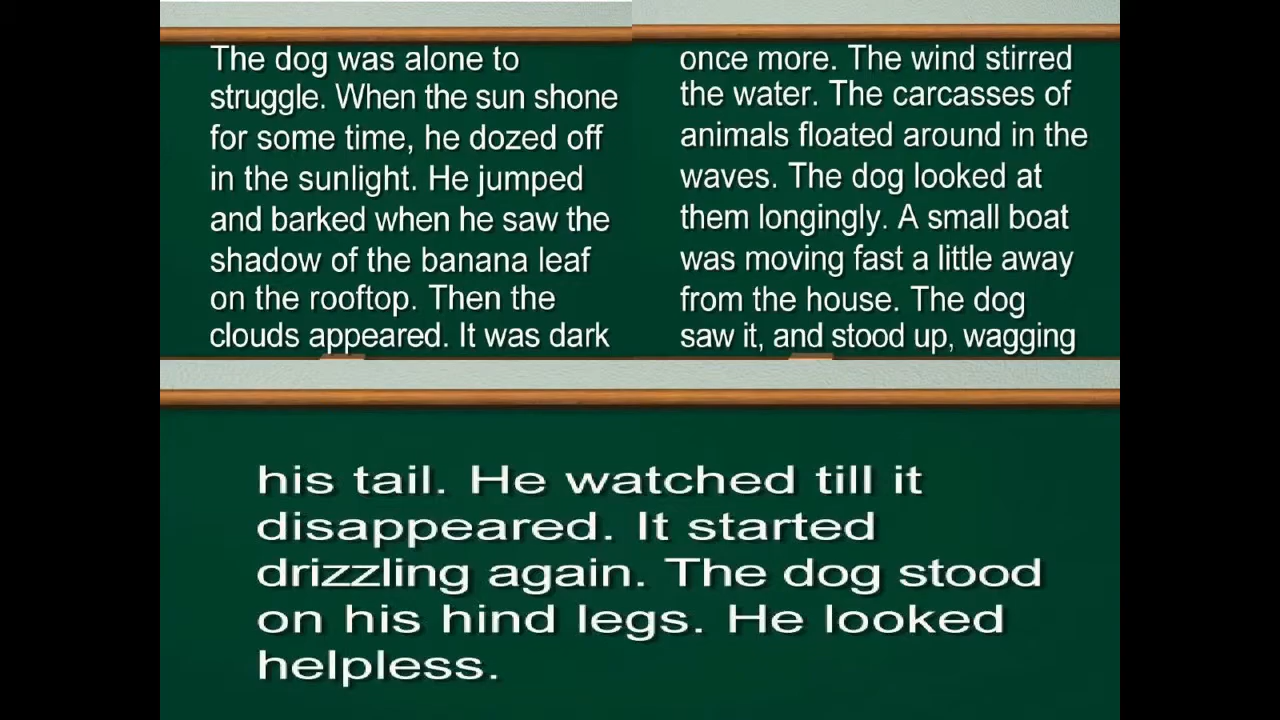 The dog was alone to
struggle. When the sun shone
for some time, he dozed off
in the sunlight. He jumped
and barked when he saw the
shadow of the banana leaf
on the rooftop. Then the
clouds appeared. It was dark
once more. The wind stirred
the water. The carcasses of
animals floated around in the
waves. The dog looked at
them longingly. A small boat
was moving fast a little away
from the house. The dog
saw it, and stood up, wagging
his tail. He watched till it
disappeared. It started
drizzling again. The dog stood
on his hind legs. He looked
helpless.